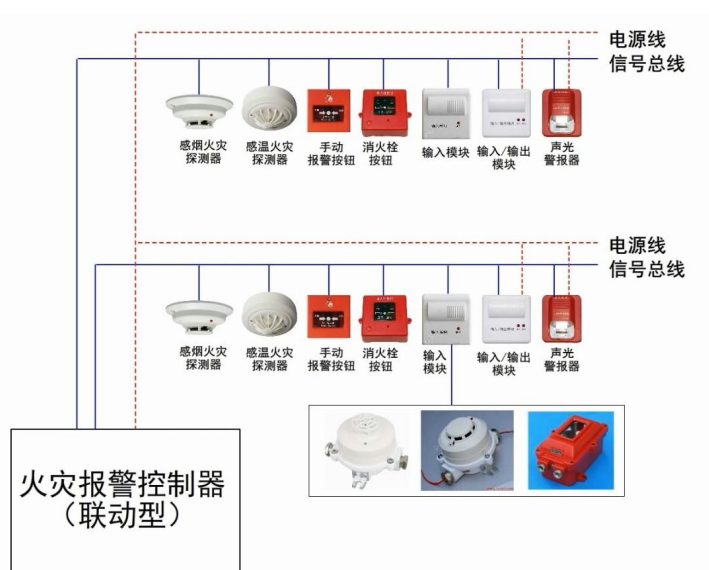 电源线
信号总线
感烟火灾
探测器
感温火灾
探测器
手动
报警按钮
消火栓
按钮
输入模块
输入/输出
模块
声光
警报器
电源线
信号总线
感烟火灾
探测器
感温火灾
探测器
手动
报警按钮
消火栓
按钮
输入
模块
输入/输出
模块
声光
警报器
火灾报警控制器
（联动型）